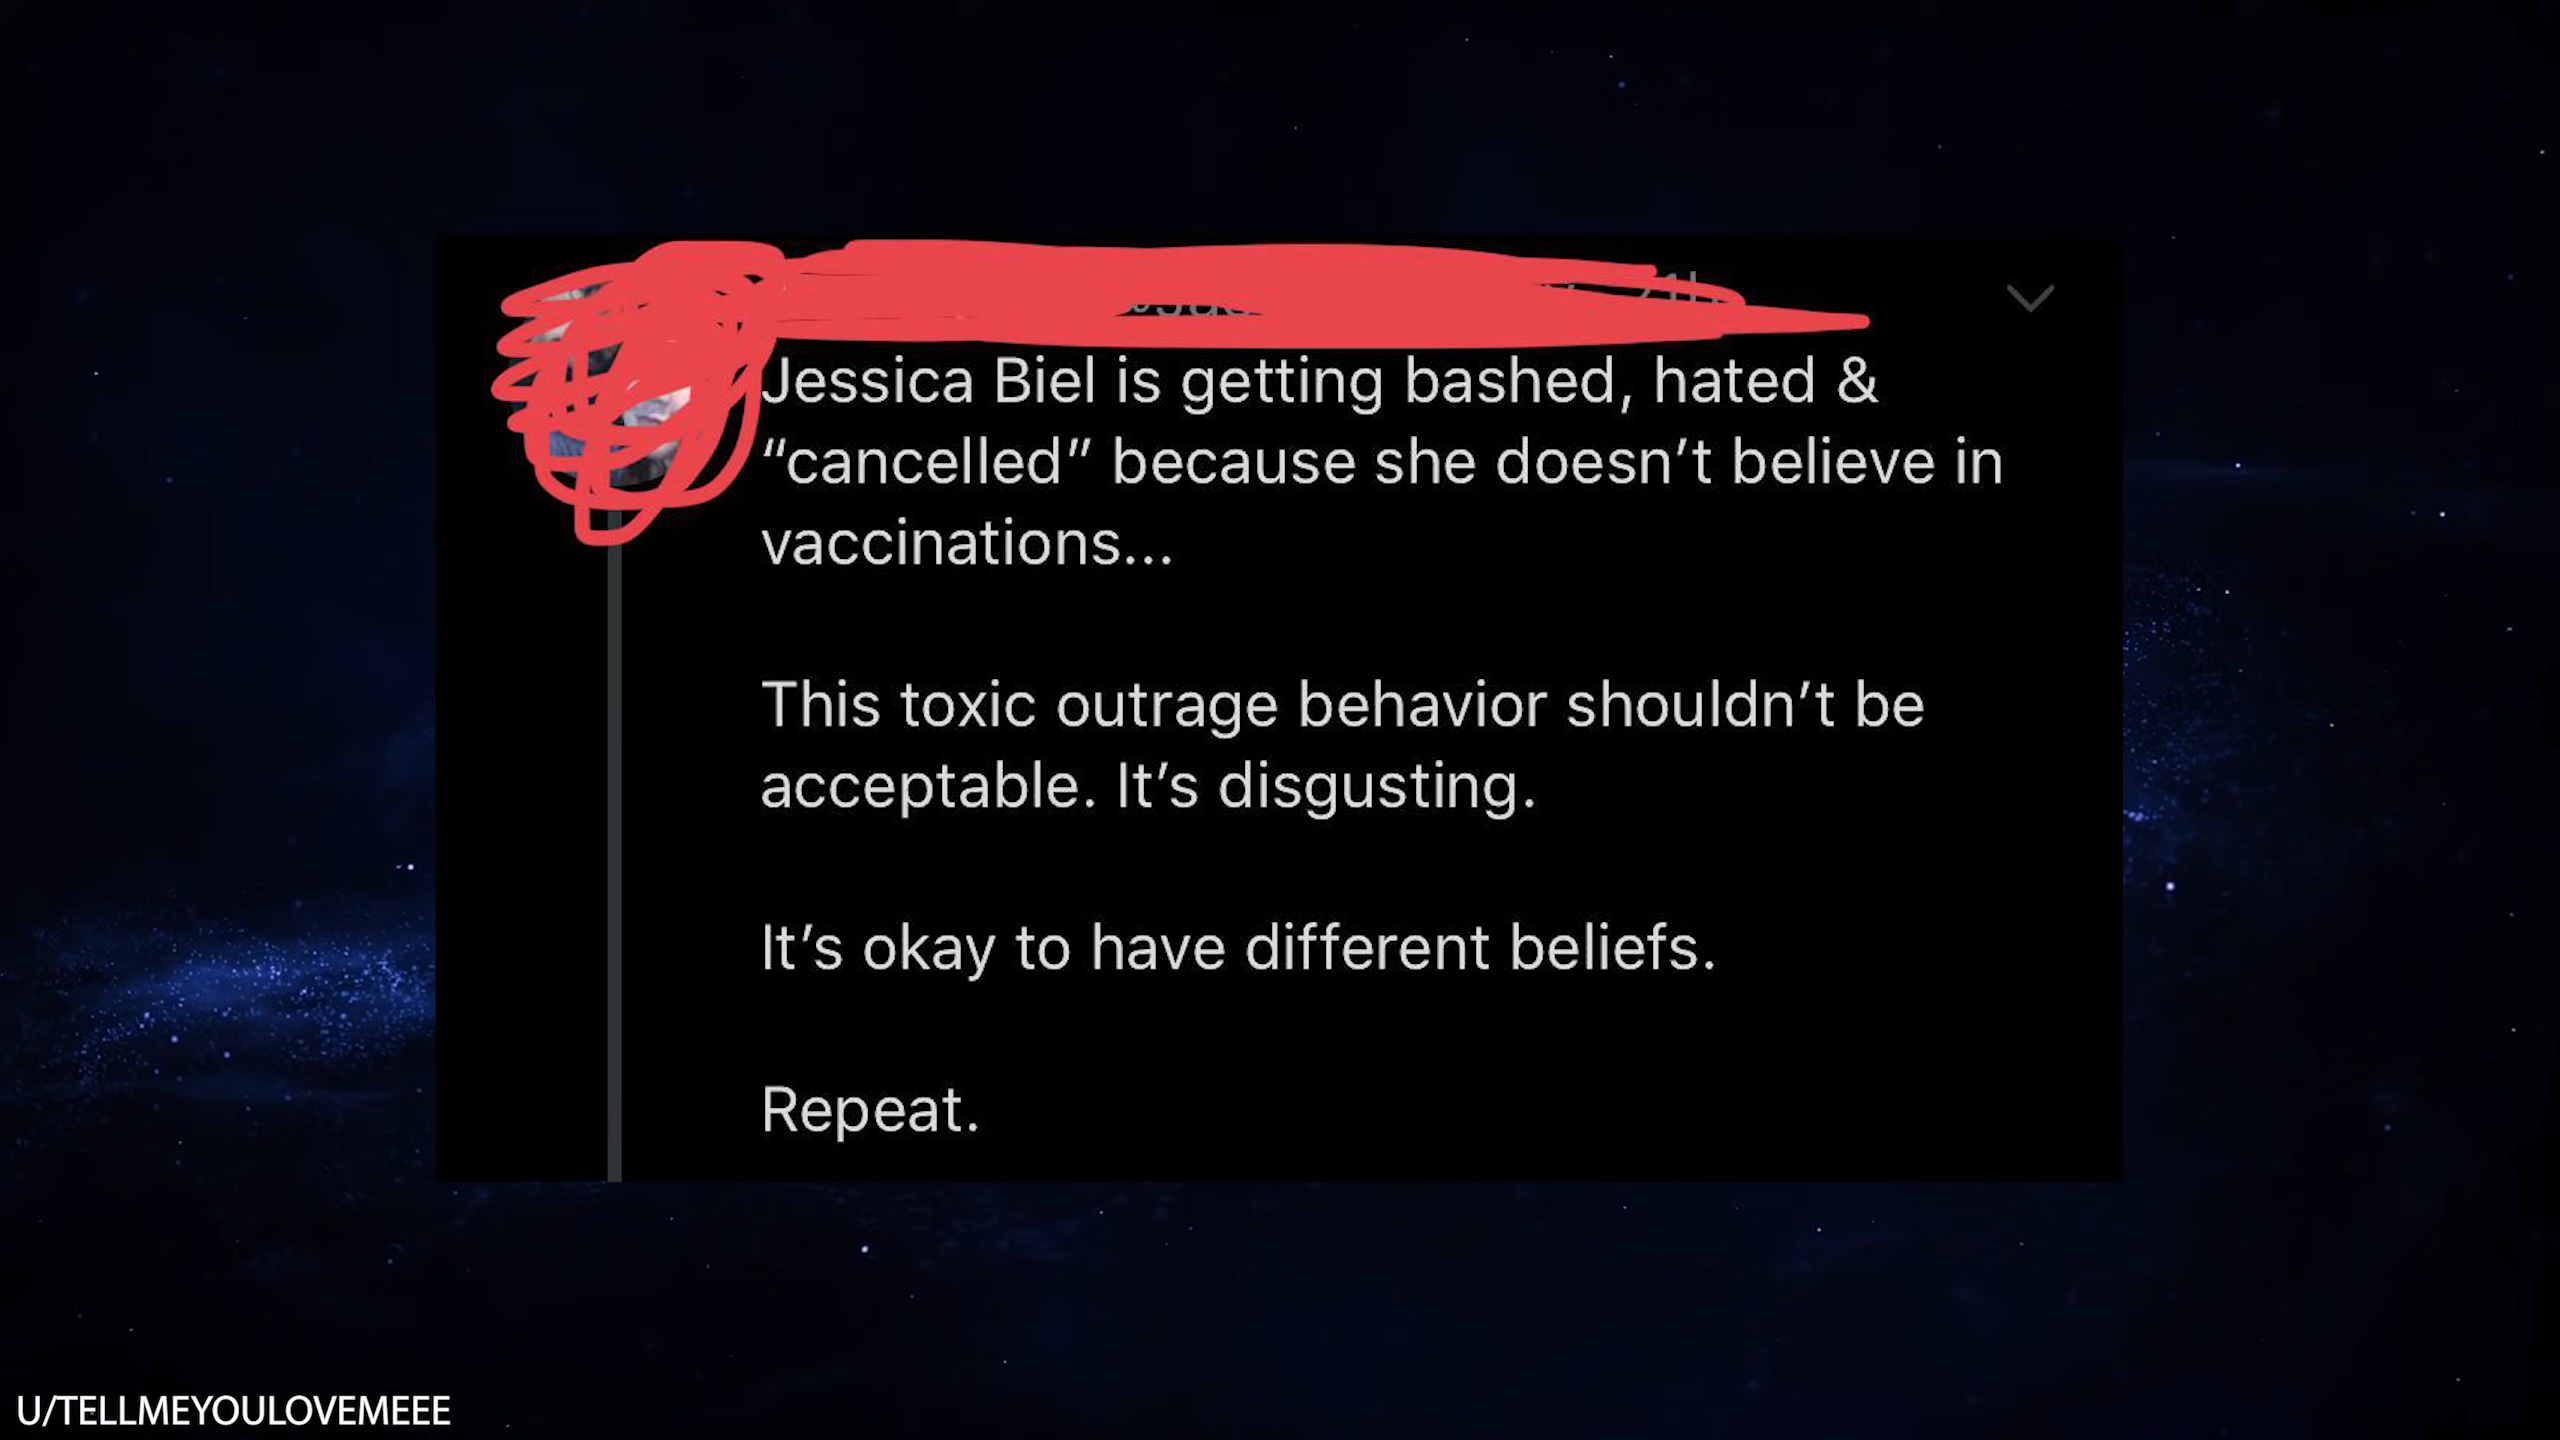 Jessica Biel is getting bashed, hated &
“cancelled” because she doesn’t believe in
vaccinations...
This toxic outrage behavior shouldn’t be
acceptable. It’s disgusting.
It’s okay to have different beliefs.
Repeat.
U/TELLMEYOULOVEMEEE